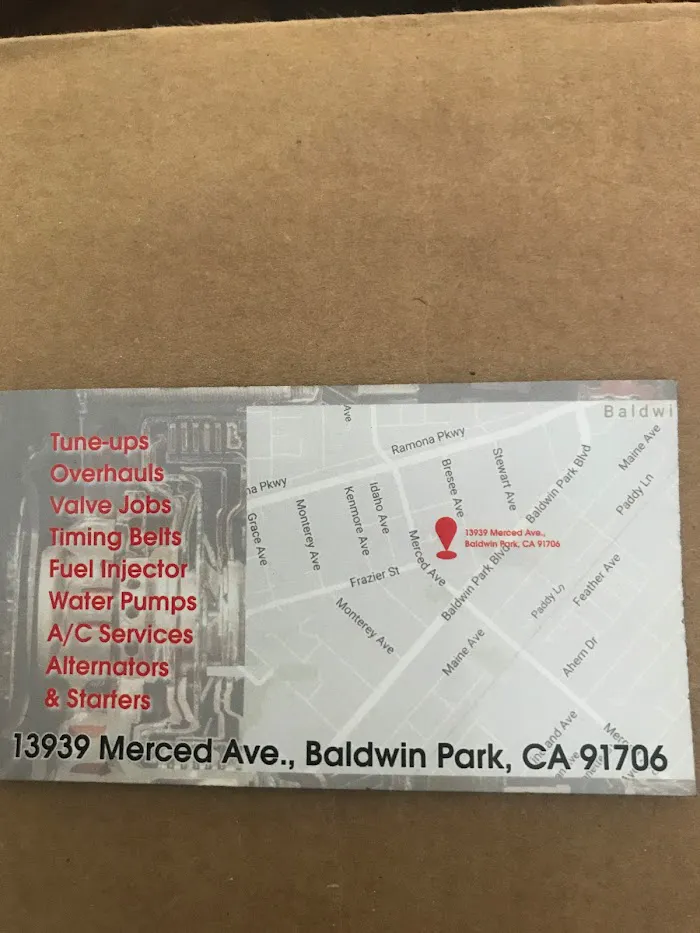 Tune-ups
Overhauls
Valve Jobs
Timing Belts
Fuel Injector
Water Pumps
A/C Services
Alternators
& Starters
Baldwi
Ave
Ramona Pkwy
Maine Ave
Stewart Ave
Bresee Ave
Baldwin Park Blvd
Paddy Ln
na Pkwy
Idaho Ave
Kenmore Ave
Monterey Ave
Grace Ave
13939 Merced Ave.,
Baldwin Park, CA 91706
Merced Ave
Frazier St
Baldwin Park Blvd
Feather Ave
Paddy Ln
Monterey Ave
Maine Ave
Ahern Dr
13939 Merced Ave., Baldwin Park, CA 91706